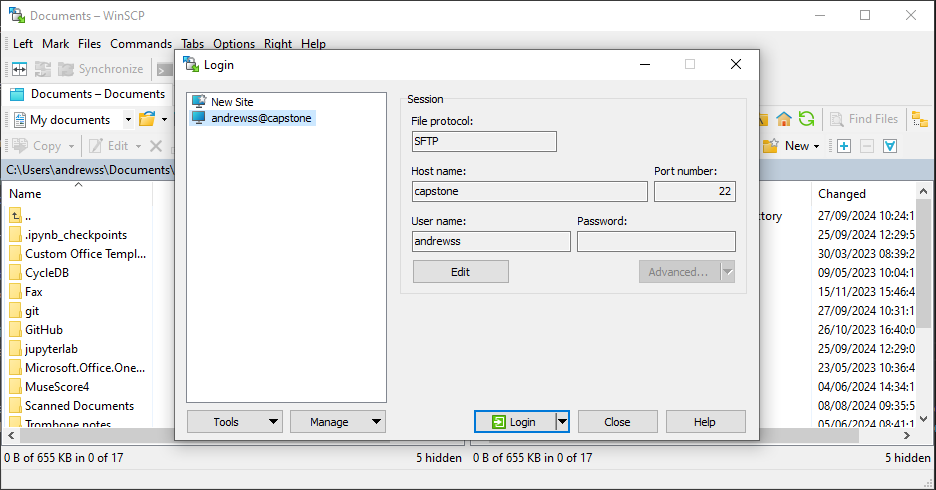 Documents – WinSCP
Left Mark Files Commands Tabs Options Right Help
Synchronize
Documents – Documents
My documents
Find Files
Copy Edit
New
C:\Users\andrewss\Documents\
Name
Changed
..
tory 27/09/2024 10:24:1
.ipynb_checkpoints
25/09/2024 12:29:5
Custom Office Templ...
30/03/2023 08:39:2
CycleDB
09/05/2023 10:04:1
Fax
15/11/2023 15:46:4
git
27/09/2024 10:31:1
GitHub
26/10/2023 16:40:0
jupyterlab
25/09/2024 12:29:0
Microsoft.Office.One...
23/05/2023 10:36:4
MuseScore4
04/06/2024 14:34:1
Scanned Documents
08/08/2024 09:35:5
Trombone notes
05/06/2024 08:41:1
0 B of 655 KB in 0 of 17
5 hidden
0 B of 655 KB in 0 of 17
5 hidden
Login
New Site
andrewss@capstone
Session
File protocol:
SFTP
Host name: Port number:
capstone 22
User name: Password:
andrewss
Edit Advanced...
Tools Manage Login Close Help